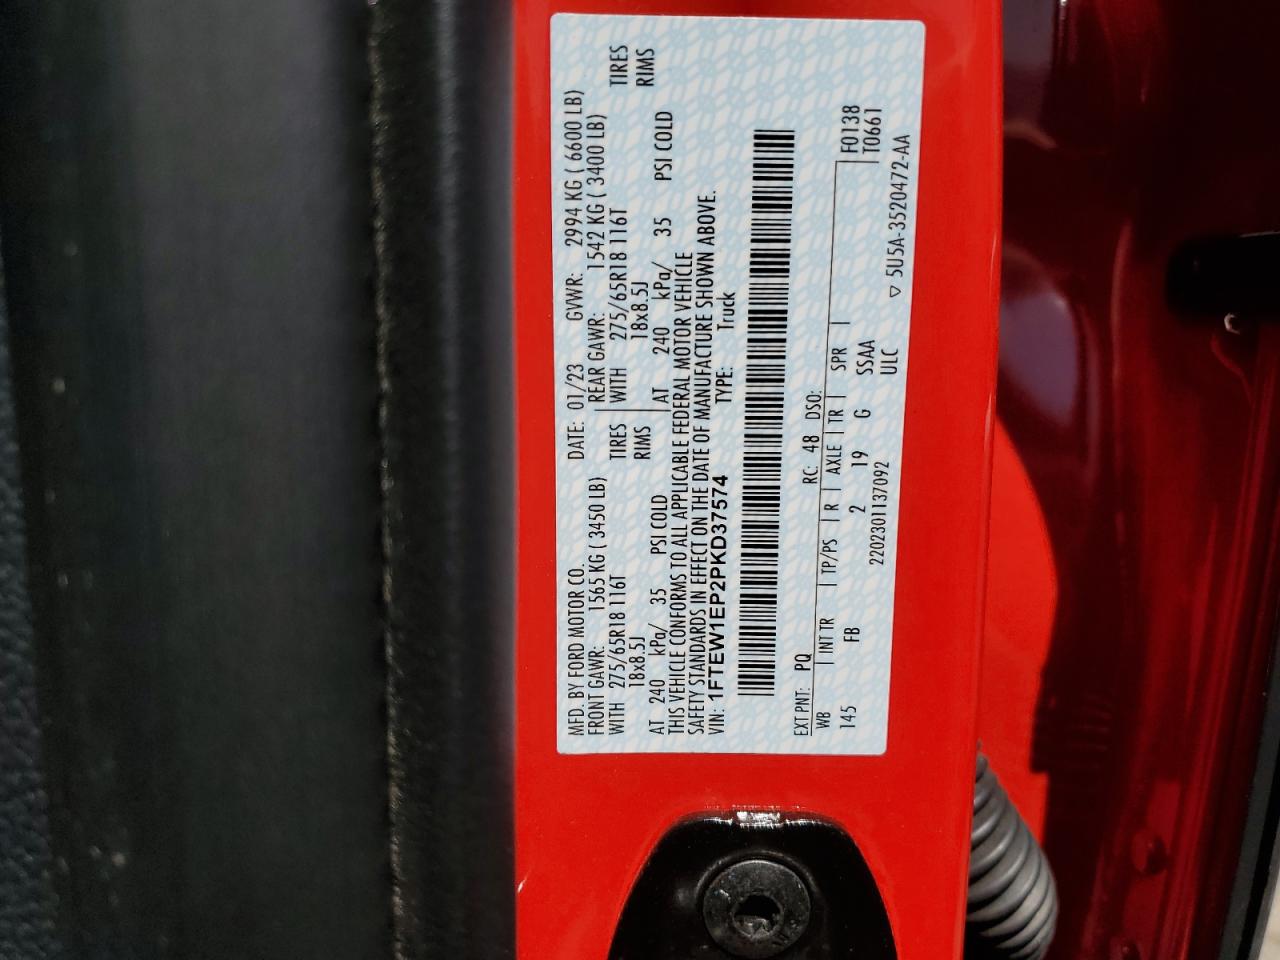 MFD. BY FORD MOTOR CO. DATE: 01/23 GVWR: 2994 KG ( 6600 LB)
FRONT GAWR: 1565 KG ( 3450 LB) REAR GAWR: 1542 KG ( 3400 LB)
WITH 275/65R18 116T TIRES WITH 275/65R18 116T TIRES
18x8.5J RIMS 18x8.5J RIMS
AT 240 kPa/ 35 PSI COLD AT 240 kPa/ 35 PSI COLD
THIS VEHICLE CONFORMS TO ALL APPLICABLE FEDERAL MOTOR VEHICLE
SAFETY STANDARDS IN EFFECT ON THE DATE OF MANUFACTURE SHOWN ABOVE.
VIN: 1FTEW1EP2PKD37574 TYPE: Truck
EXT PNT: PQ RC: 48 DSO:
WB INT TR TP/PS R AXLE TR SPR F0138
145 FB 2 19 G SSAA T0661
2202301137092 ULC
▽ 5U5A-3520472-AA